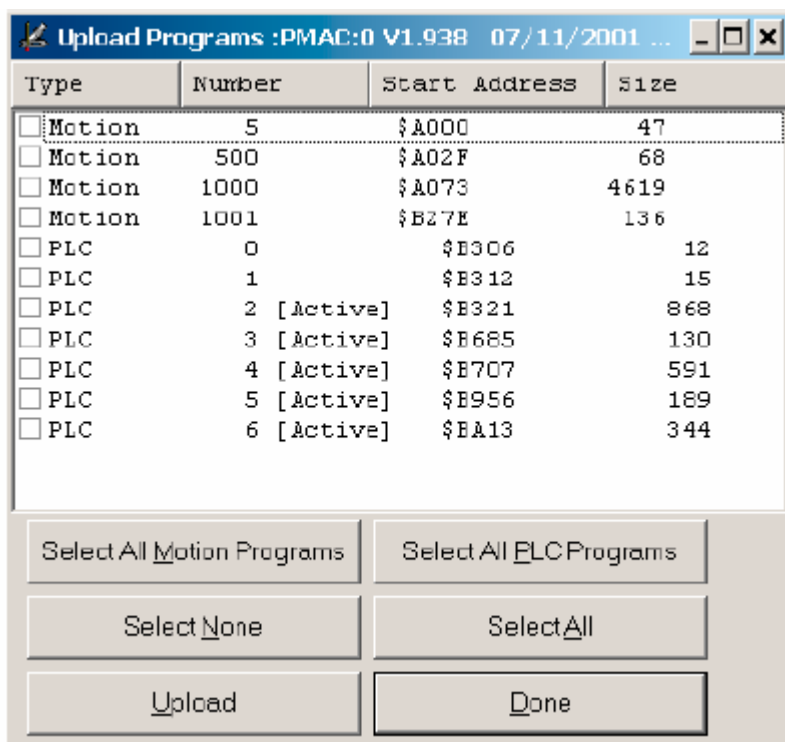 Upload Programs :PMAC:0 V1.938 07/11/2001 ...
Type Number Start Address Size
Motion 5 $A000 47
Motion 500 $A02F 68
Motion 1000 $A073 4619
Motion 1001 $B27E 136
PLC 0 $B306 12
PLC 1 $B312 15
PLC 2 [Active] $B321 868
PLC 3 [Active] $B685 130
PLC 4 [Active] $B707 591
PLC 5 [Active] $B956 189
PLC 6 [Active] $BA13 344
Select All Motion Programs Select All PLC Programs
Select None Select All
Upload Done